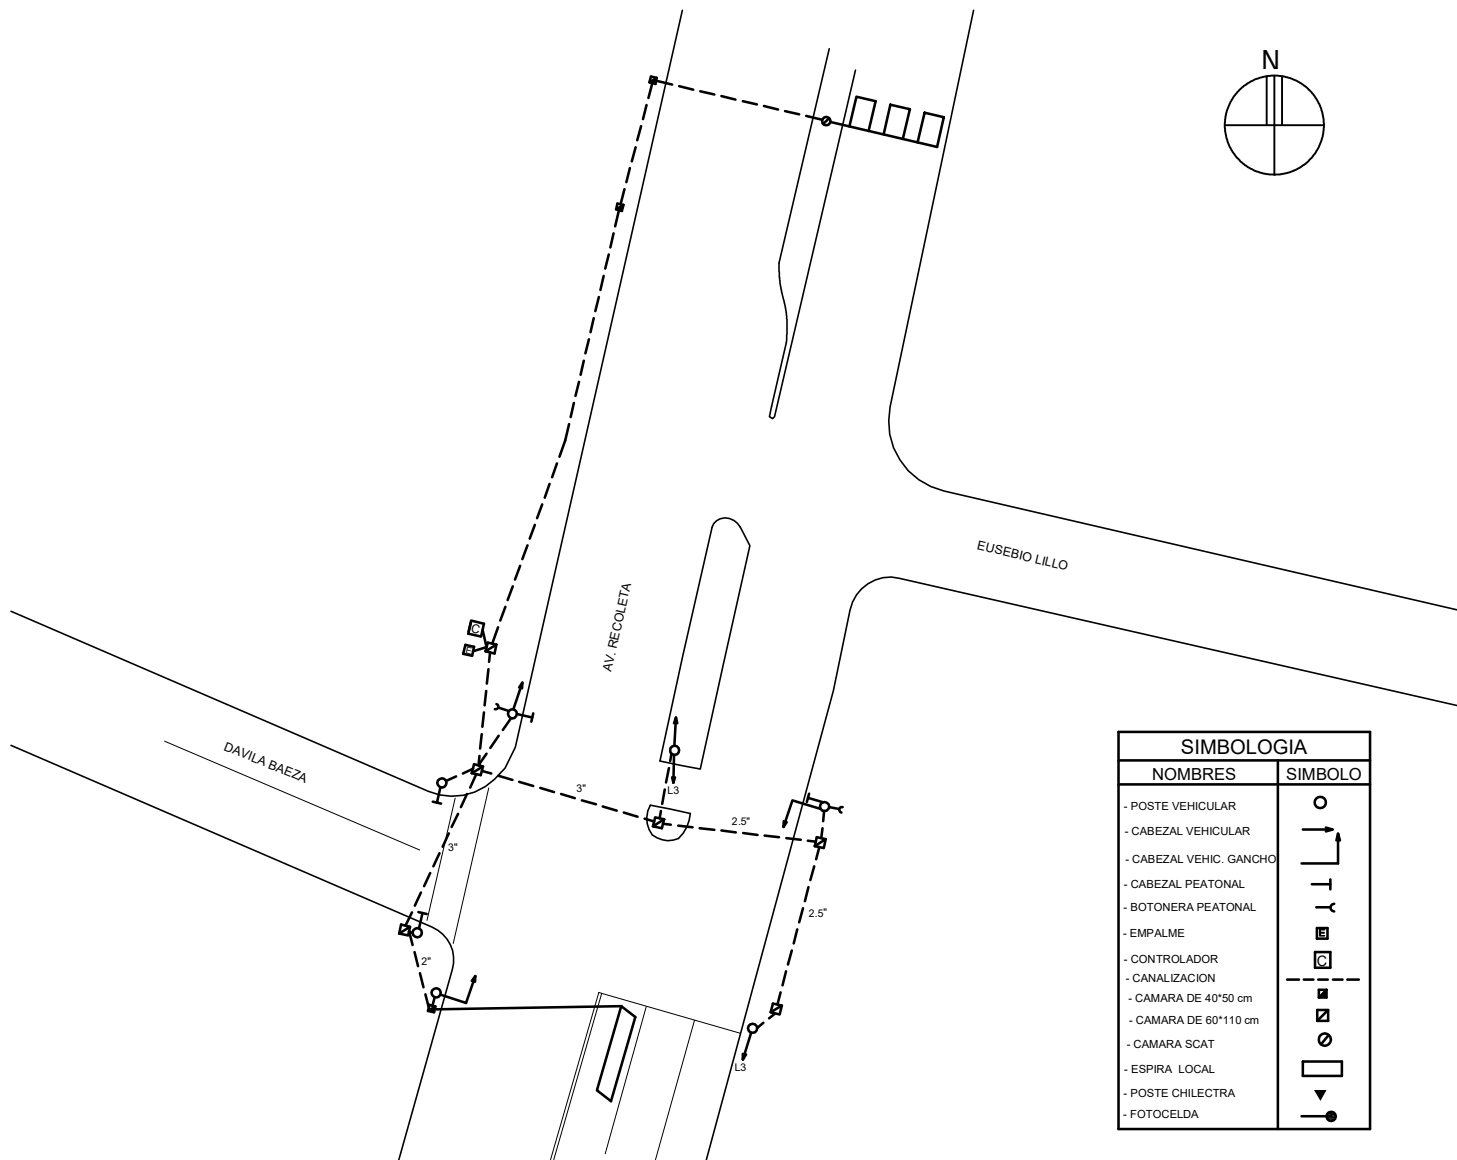 N
EUSEBIO LILLO
AV. RECOLETA
C
E
DAVILA BAEZA
3"
L3
2.5"
3"
2.5"
2"
L3
SIMBOLOGIA
NOMBRES SIMBOLO
- POSTE VEHICULAR
- CABEZAL VEHICULAR
- CABEZAL VEHIC. GANCHO
- CABEZAL PEATONAL
- BOTONERA PEATONAL
- EMPALME E
- CONTROLADOR C
- CANALIZACION
- CAMARA DE 40*50 cm
- CAMARA DE 60*110 cm
- CAMARA SCAT
- ESPIRA LOCAL
- POSTE CHILECTRA
- FOTOCELDA